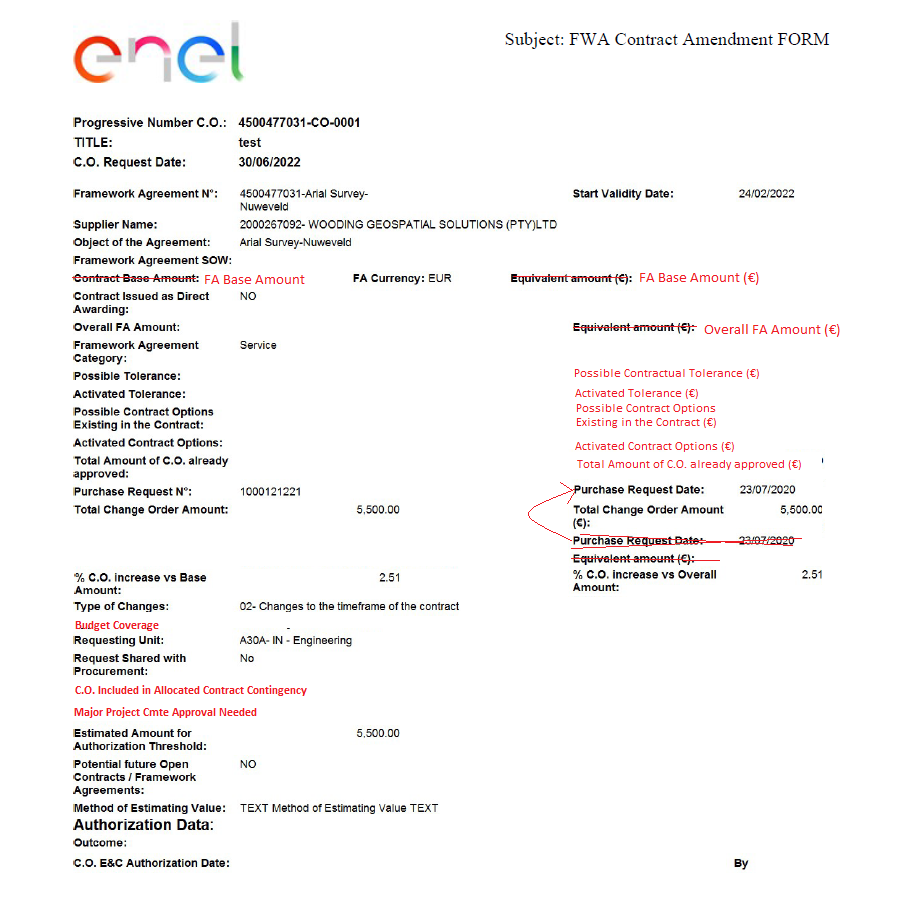 enel
Subject: FWA Contract Amendment FORM
Progressive Number C.O.: 4500477031-CO-0001
TITLE: test
C.O. Request Date: 30/06/2022
Framework Agreement N°: 4500477031-Arial Survey- Start Validity Date: 24/02/2022
Nuweveld
Supplier Name: 2000267092- WOODING GEOSPATIAL SOLUTIONS (PTY)LTD
Object of the Agreement: Arial Survey-Nuweveld
Framework Agreement SOW:
Contract Base Amount: FA Base Amount FA Currency: EUR Equivalent amount (€): FA Base Amount (€)
Contract Issued as Direct NO
Awarding:
Overall FA Amount: Equivalent amount (€): Overall FA Amount (€)
Framework Agreement Service
Category:
Possible Tolerance: Possible Contractual Tolerance (€)
Activated Tolerance: Activated Tolerance (€)
Possible Contract Options Possible Contract Options
Existing in the Contract: Existing in the Contract (€)
Activated Contract Options: Activated Contract Options (€)
Total Amount of C.O. already Total Amount of C.O. already approved (€)
approved:
Purchase Request N°: 1000121221 Purchase Request Date: 23/07/2020
Total Change Order Amount: 5,500.00 Total Change Order Amount 5,500.00
(€):
Purchase Request Date: 23/07/2020
Equivalent amount (€):
% C.O. increase vs Base 2.51 % C.O. increase vs Overall 2.51
Amount: Amount:
Type of Changes: 02- Changes to the timeframe of the contract
Budget Coverage -
Requesting Unit: A30A- IN - Engineering
Request Shared with No
Procurement:
C.O. Included in Allocated Contract Contingency
Major Project Cmte Approval Needed
Estimated Amount for 5,500.00
Authorization Threshold:
Potential future Open NO
Contracts / Framework
Agreements:
Method of Estimating Value: TEXT Method of Estimating Value TEXT
Authorization Data:
Outcome:
C.O. E&C Authorization Date: By